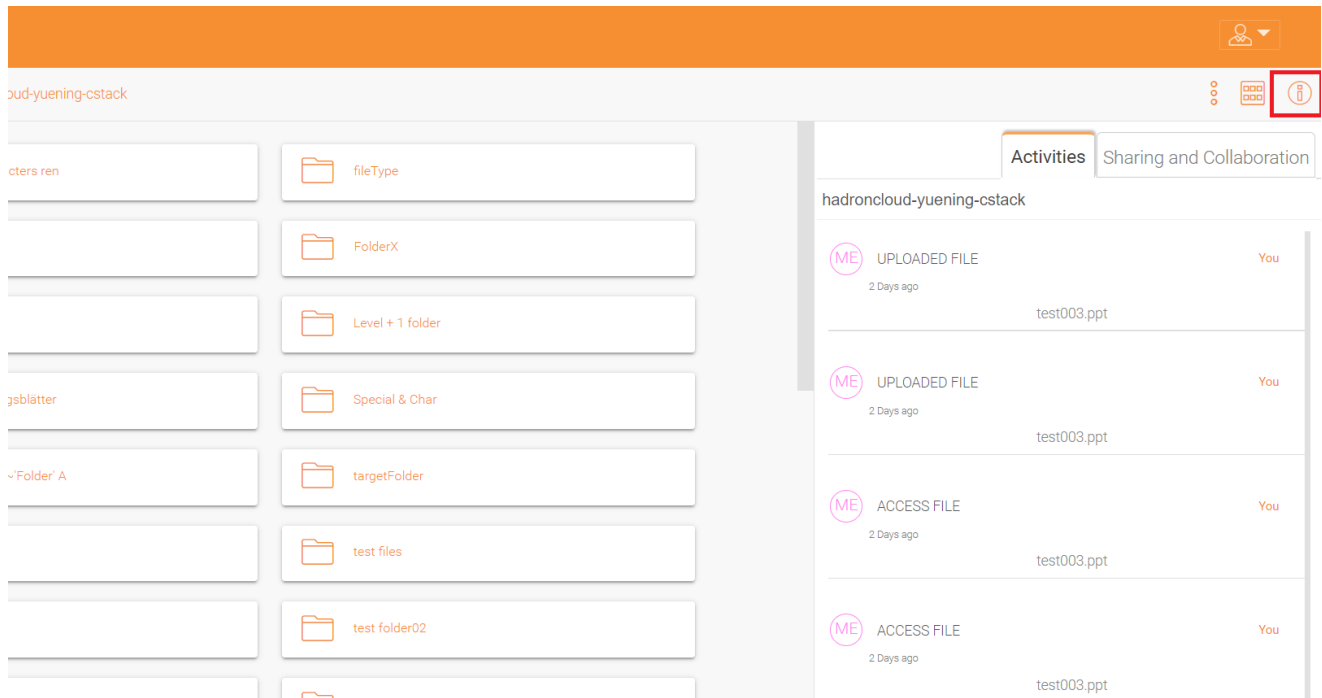 oud-yuening-cstack
cters ren
fileType
FolderX
Level + 1 folder
gsblätter
Special & Char
~'Folder' A
targetFolder
test files
test folder02
Activities
Sharing and Collaboration
hadroncloud-yuening-cstack
ME UPLOADED FILE You
2 Days ago
test003.ppt
ME UPLOADED FILE You
2 Days ago
test003.ppt
ME ACCESS FILE You
2 Days ago
test003.ppt
ME ACCESS FILE You
2 Days ago
test003.ppt